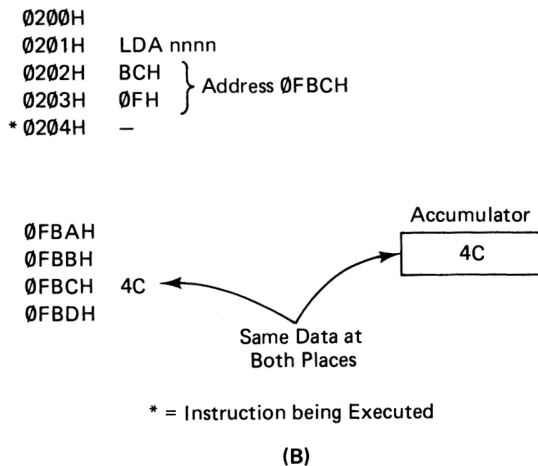 Ø2ØØH
Ø2Ø1H LDA nnnn
Ø2Ø2H BCH
Address ØFBCH
Ø2Ø3H ØFH
* Ø2Ø4H –
Accumulator
4C
ØFBAH
ØFBBH
ØFBCH 4C
ØFBDH
Same Data at
Both Places
* = Instruction being Executed
(B)